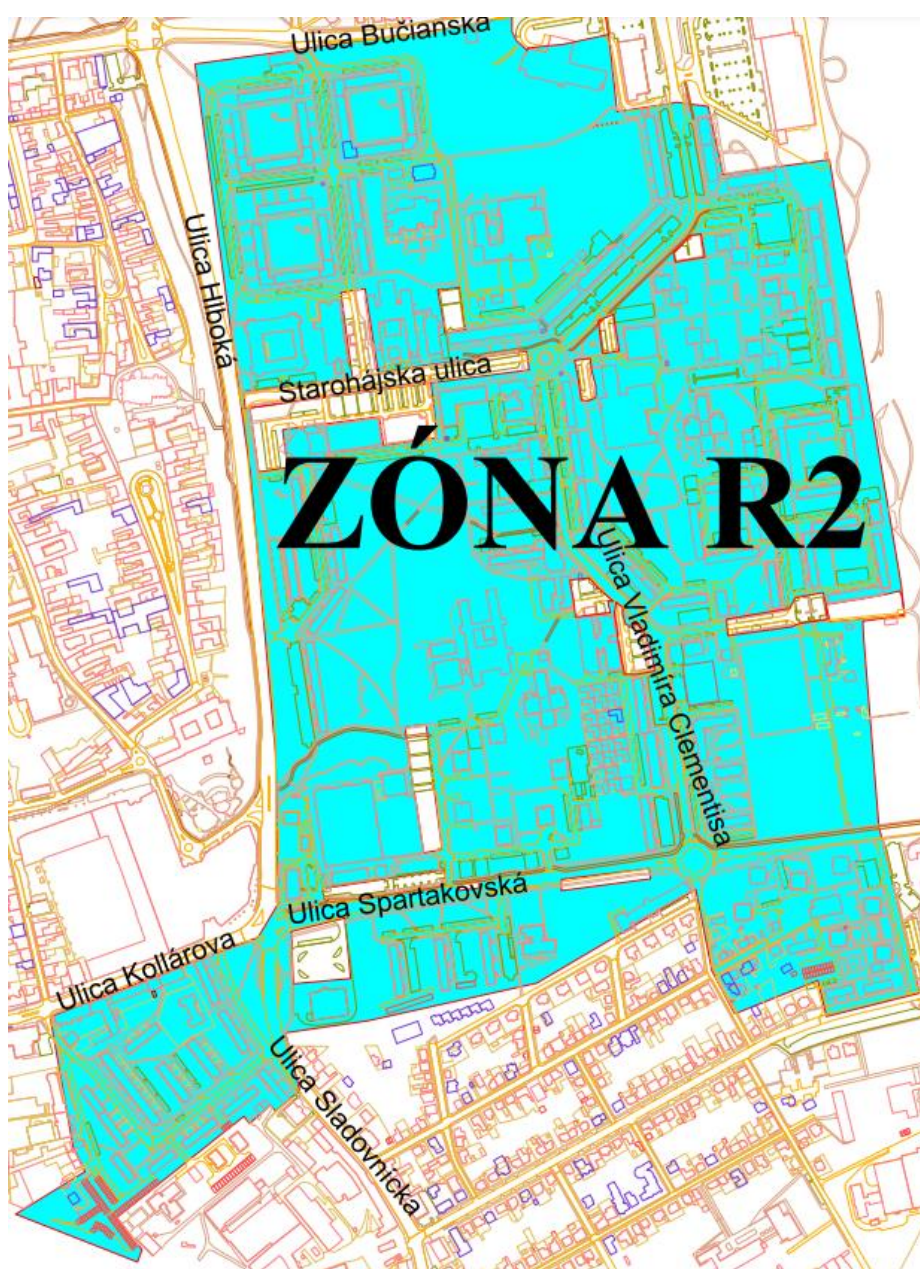 Ulica Bučianska
Ulica Hlboká
Starohájska ulica
ZÓNA R2
Ulica Vladimíra Clementisa
Ulica Spartakovská
Ulica Kollárova
Ulica Sladovnícka